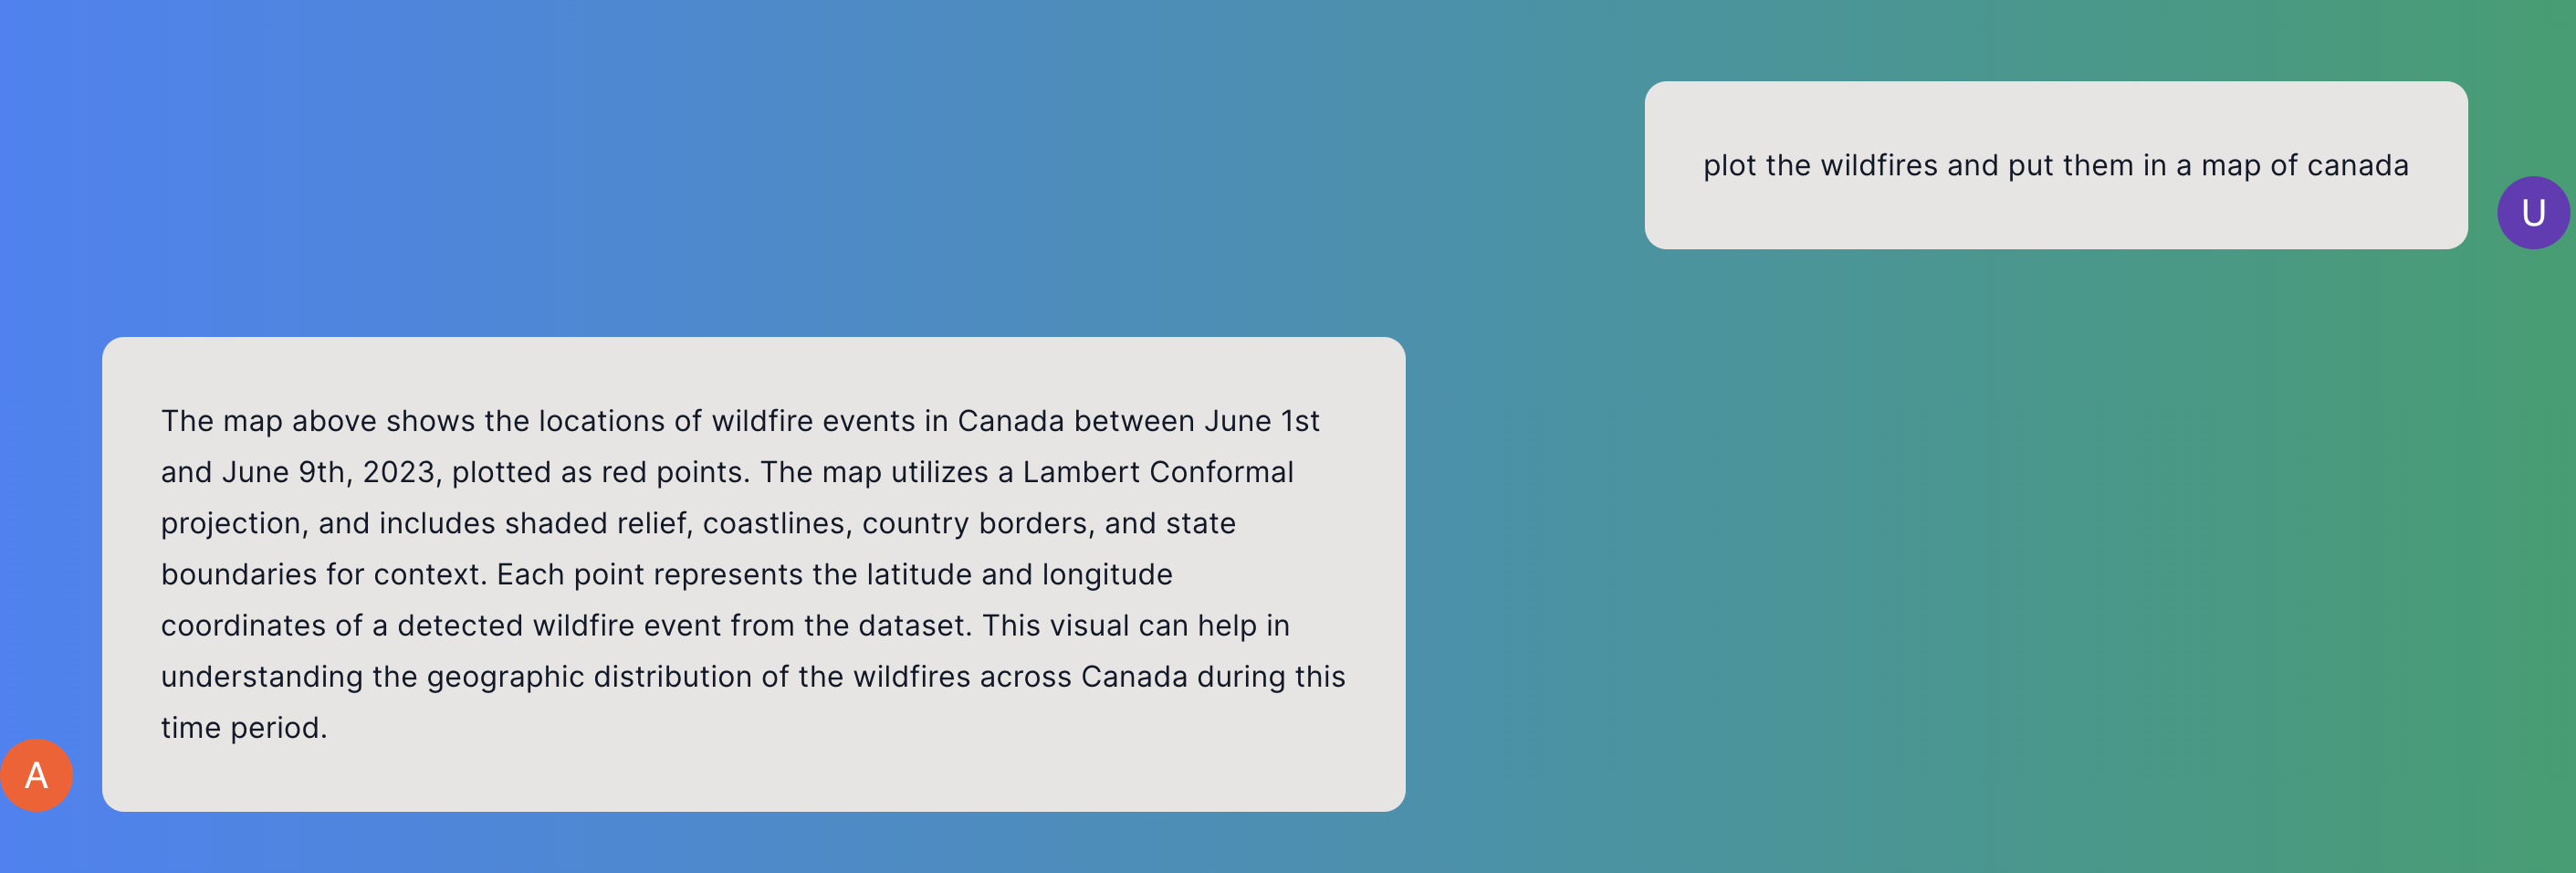 plot the wildfires and put them in a map of canada
U
The map above shows the locations of wildfire events in Canada between June 1st
and June 9th, 2023, plotted as red points. The map utilizes a Lambert Conformal
projection, and includes shaded relief, coastlines, country borders, and state
boundaries for context. Each point represents the latitude and longitude
coordinates of a detected wildfire event from the dataset. This visual can help in
understanding the geographic distribution of the wildfires across Canada during this
time period.
A